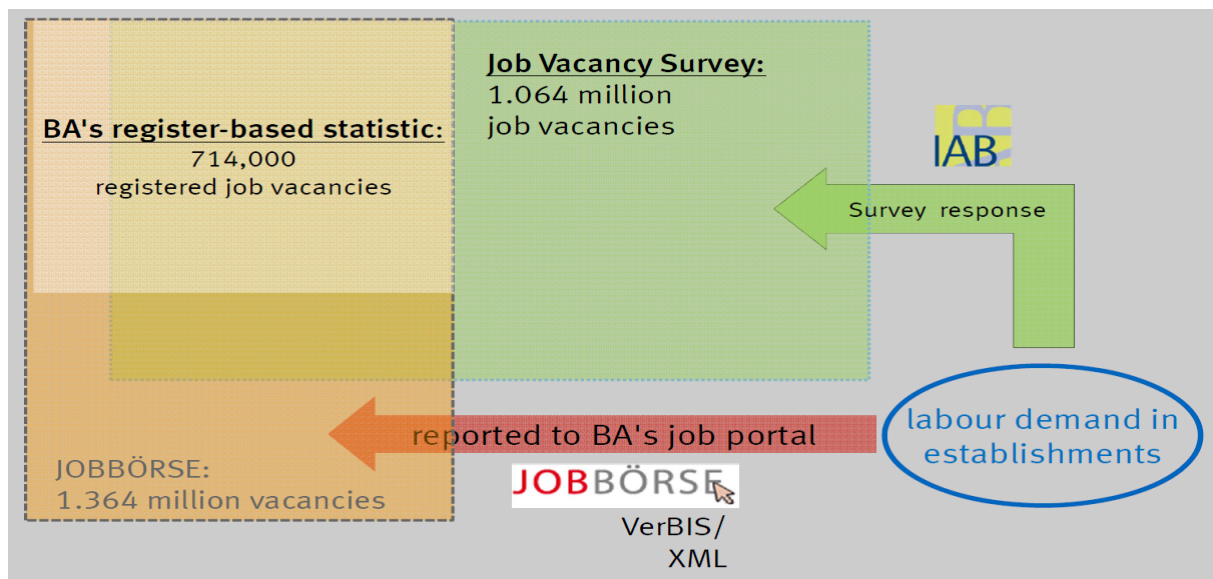 Job Vacancy Survey:
1.064 million
job vacancies
BA's register-based statistic:
714,000
registered job vacancies
IAB
Survey response
labour demand in
establishments
reported to BA's job portal
JOBBÖRSE:
1.364 million vacancies
JOBBÖRSE
VerBIS/
XML